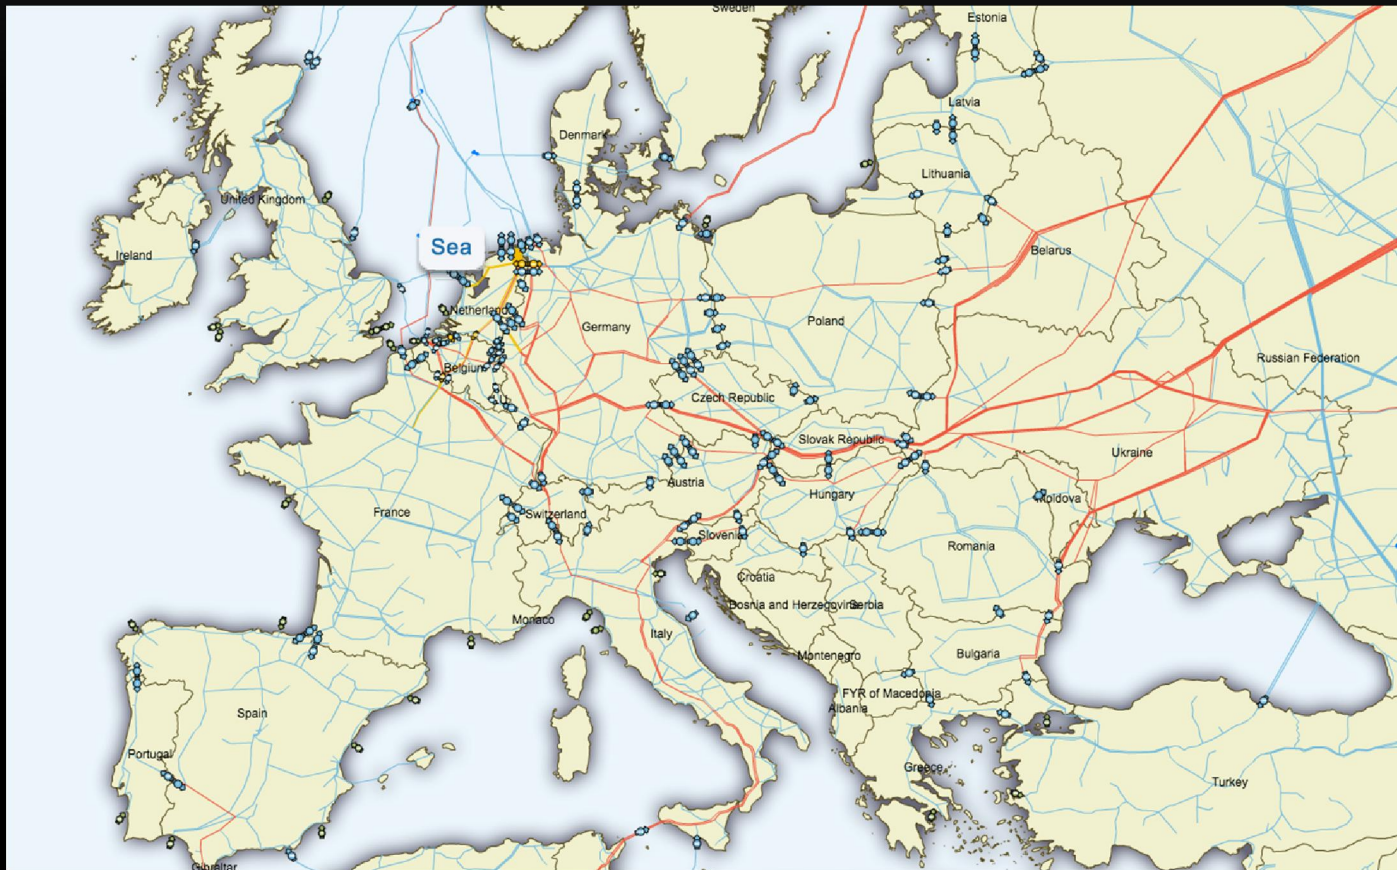 Sweden
Estonia
Latvia
Denmark
Lithuania
United Kingdom
Sea
Ireland
Belarus
Netherland
Germany
Poland
Russian Federation
Belgium
Czech Republic
Slovak Republic
Ukraine
Austria
Hungary
Moldova
France
Switzerland
Slovenia
Romania
Croatia
Bosnia and Herzegovina
Serbia
Monaco
Italy
Montenegro
Bulgaria
FYR of Macedonia
Albania
Spain
Portugal
Greece
Turkey
Gibraltar